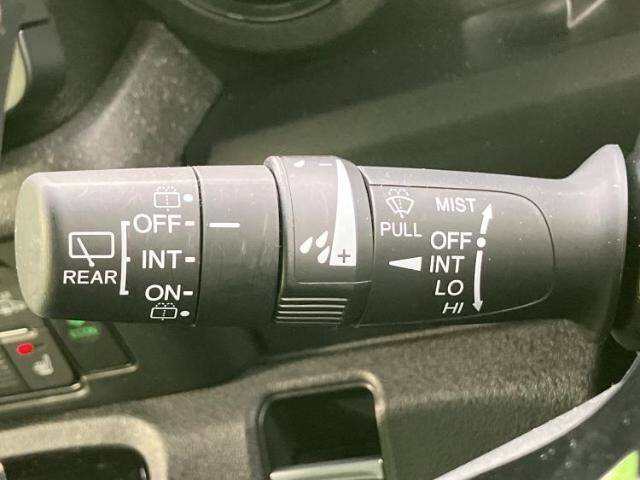 REAR
OFF
INT
ON
- +
PULL
MIST
OFF
INT
LO
HI